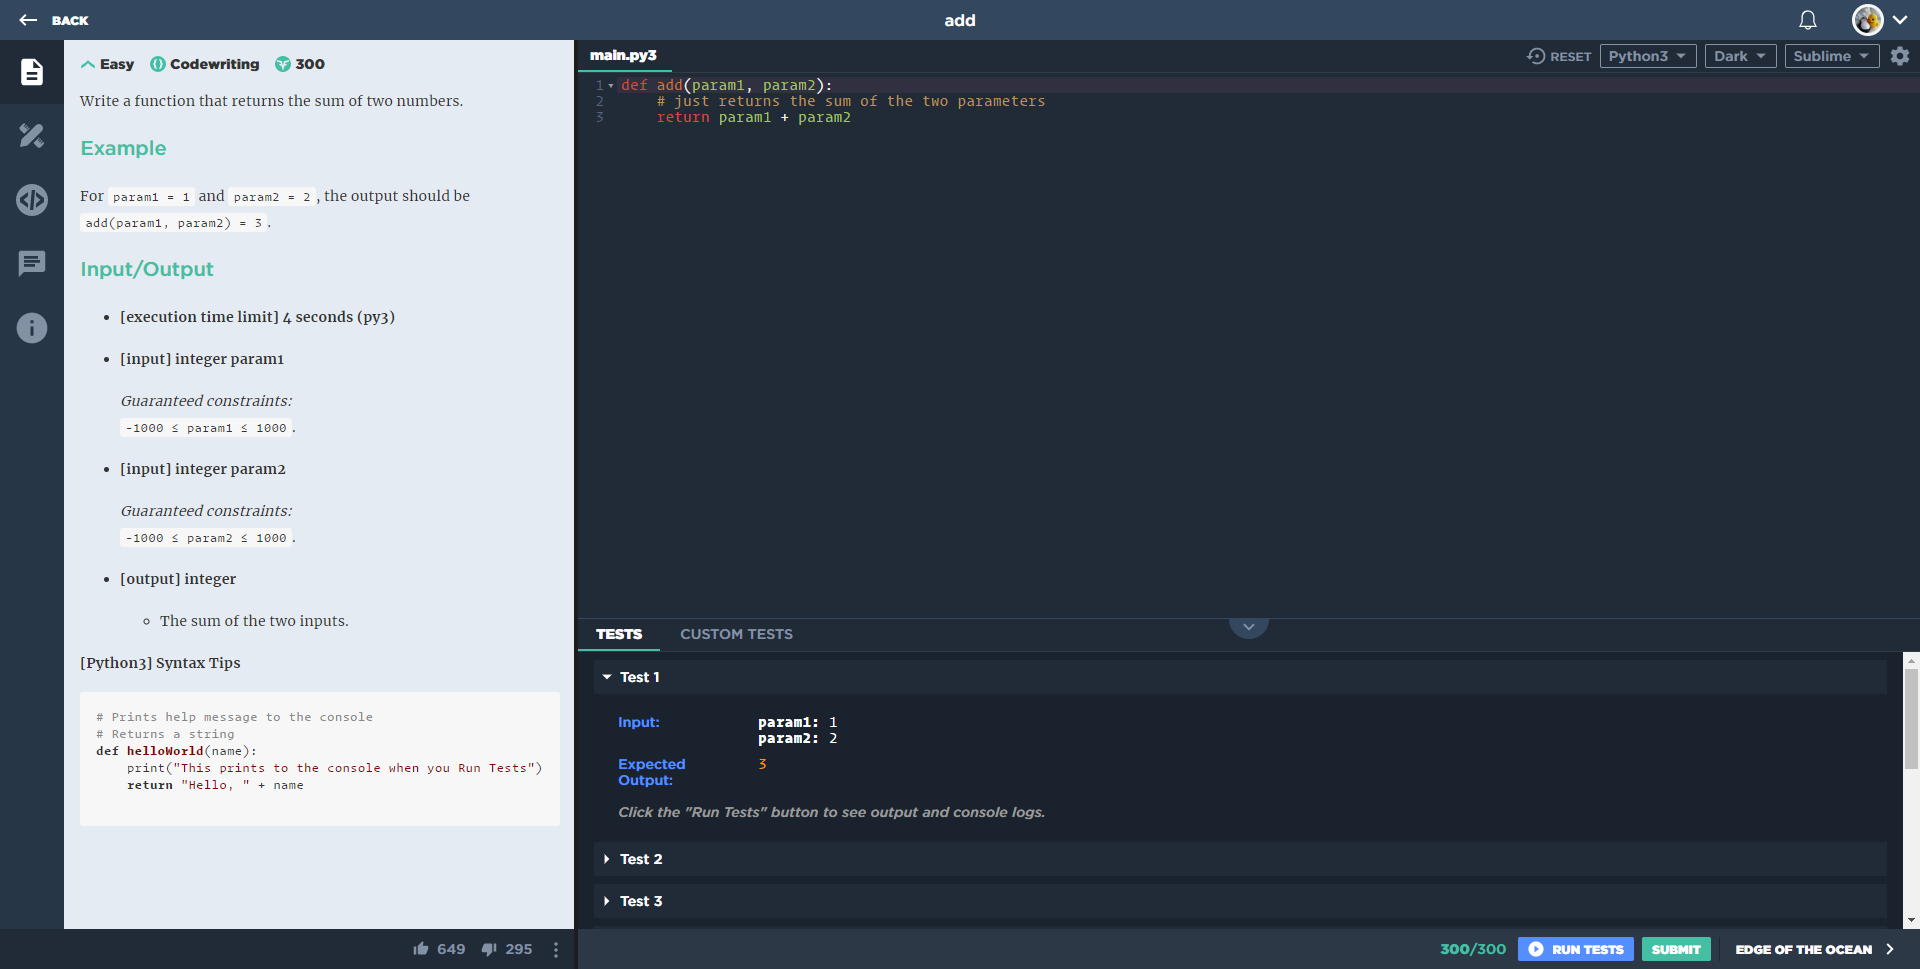 BACK
add
Easy Codewriting 300
Write a function that returns the sum of two numbers.
Example
For param1 = 1 and param2 = 2, the output should be
add(param1, param2) = 3.
Input/Output
• [execution time limit] 4 seconds (py3)
• [input] integer param1
Guaranteed constraints:
-1000 ≤ param1 ≤ 1000.
• [input] integer param2
Guaranteed constraints:
-1000 ≤ param2 ≤ 1000.
• [output] integer
◦ The sum of the two inputs.
[Python3] Syntax Tips
# Prints help message to the console
# Returns a string
def helloWorld(name):
    print("This prints to the console when you Run Tests")
    return "Hello, " + name
649 295
main.py3
RESET Python3 Dark Sublime
1 def add(param1, param2):
2     # just returns the sum of the two parameters
3     return param1 + param2
TESTS CUSTOM TESTS
Test 1
Input: param1: 1
param2: 2
Expected Output: 3
Click the "Run Tests" button to see output and console logs.
Test 2
Test 3
300/300 RUN TESTS SUBMIT EDGE OF THE OCEAN